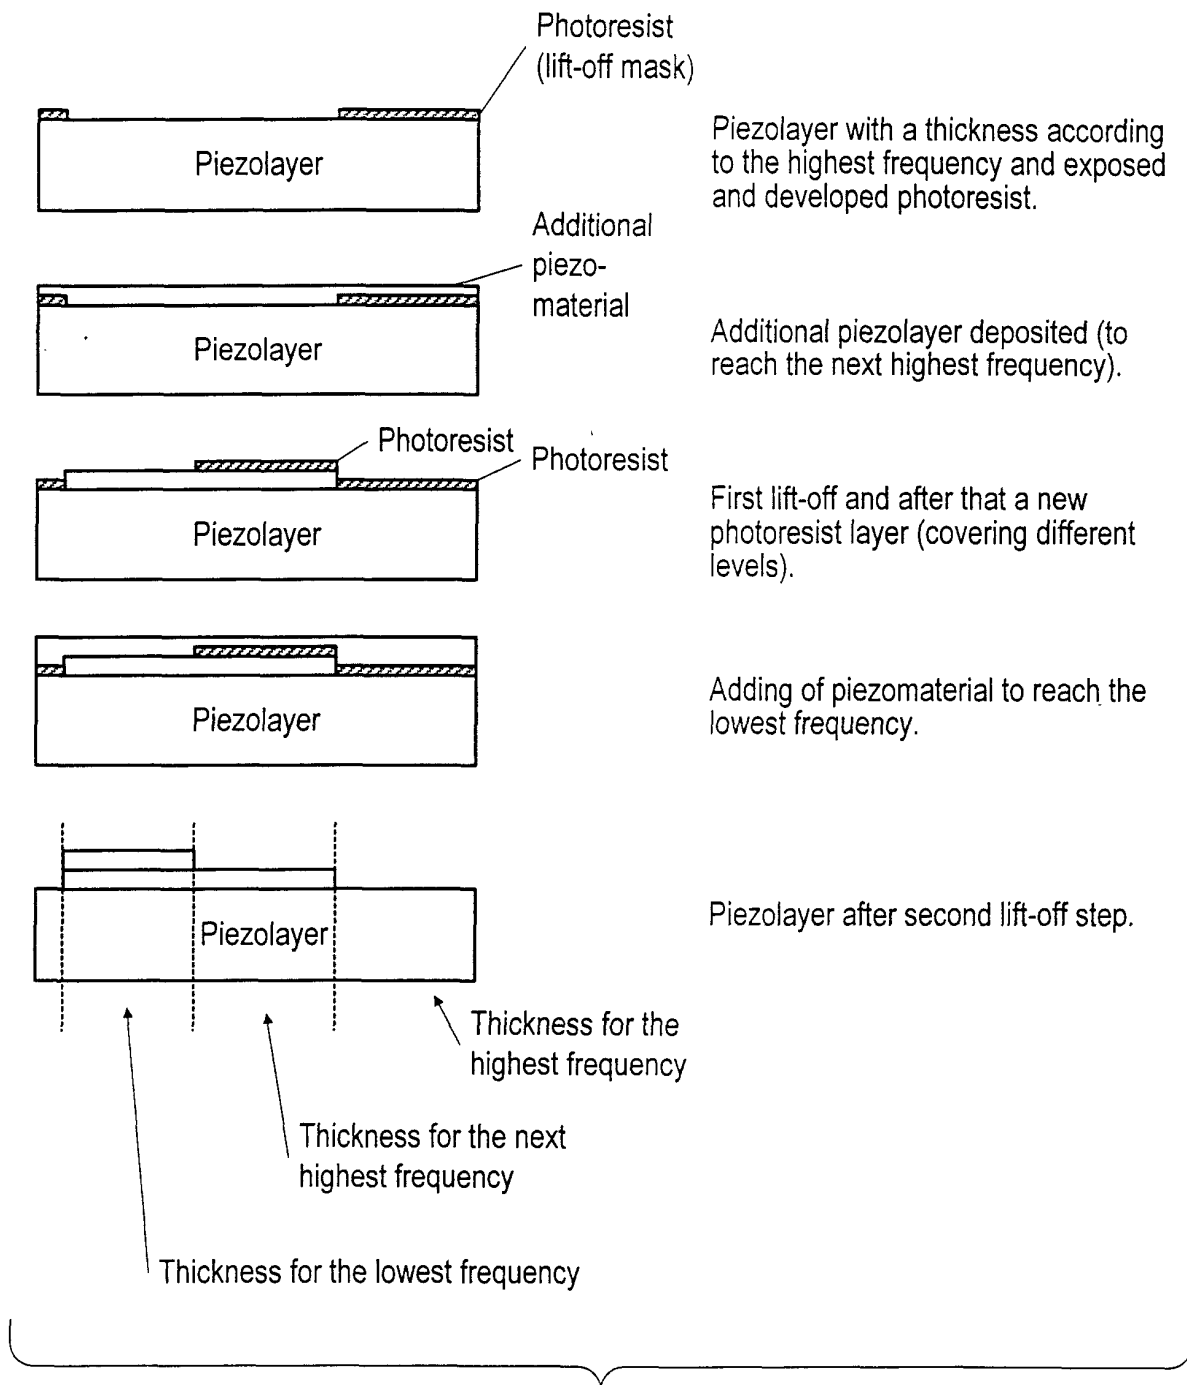 Photoresist
(lift-off mask)
Piezolayer
Piezolayer with a thickness according
to the highest frequency and exposed
and developed photoresist.
Additional
piezo-
material
Piezolayer
Additional piezolayer deposited (to
reach the next highest frequency).
Photoresist
Photoresist
Piezolayer
First lift-off and after that a new
photoresist layer (covering different
levels).
Piezolayer
Adding of piezomaterial to reach the
lowest frequency.
Piezolayer
Piezolayer after second lift-off step.
Thickness for the
highest frequency
Thickness for the next
highest frequency
Thickness for the lowest frequency